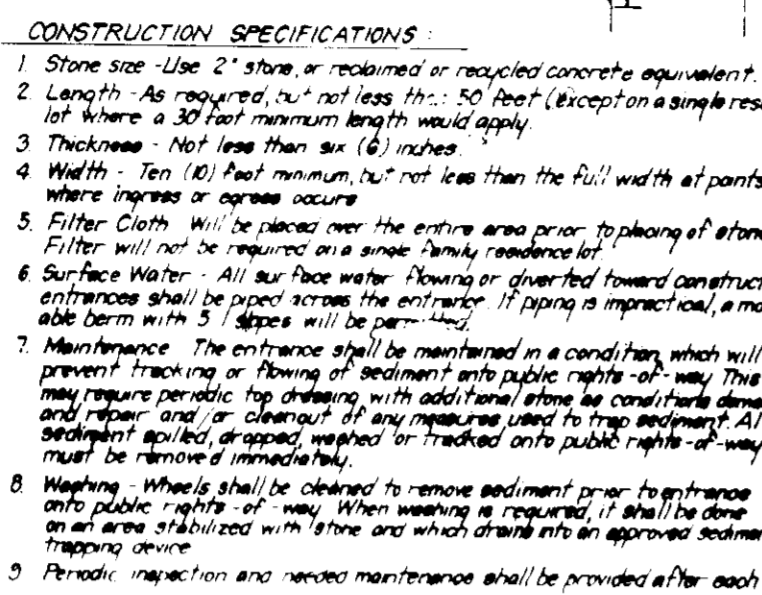 CONSTRUCTION SPECIFICATIONS :
1. Stone size - Use 2" stone, or reclaimed or recycled concrete equivalent.
2. Length - As required, but not less than 50 feet (except on a single res
lot where a 30 foot minimum length would apply.
3. Thickness - Not less than six (6) inches.
4. Width - Ten (10) foot minimum, but not less than the full width at points
where ingress or egress occurs
5. Filter Cloth Will be placed over the entire area prior to placing of stone
Filter will not be required on a single family residence lot.
6. Surface Water - All surface water flowing or diverted toward construct
entrances shall be piped across the entrance. If piping is impractical, a mo
able berm with 5:1 slopes will be permitted.
7. Maintenance The entrance shall be maintained in a condition which will
prevent tracking or flowing of sediment onto public rights-of-way This
may require periodic top dressing with additional stone as conditions dema
and repair and/or cleanout of any measures used to trap sediment. Al
sediment spilled, dropped, washed or tracked onto public rights-of-way
must be removed immediately.
8. Washing - Wheels shall be cleaned to remove sediment prior to entrance
onto public rights-of-way When washing is required, it shall be done
on an area stabilized with stone and which drains into an approved sedime
trapping device
9 Periodic inspection and needed maintenance shall be provided after each